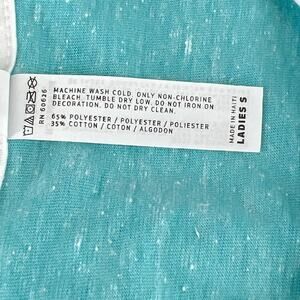 RN 60626
MACHINE WASH COLD. ONLY NON-CHLORINE
BLEACH. TUMBLE DRY LOW. DO NOT IRON ON
DECORATION. DO NOT DRY CLEAN.
65% POLYESTER / POLYESTER / POLIESTER
35% COTTON / COTON / ALGODON
MADE IN HAITI
LADIES S